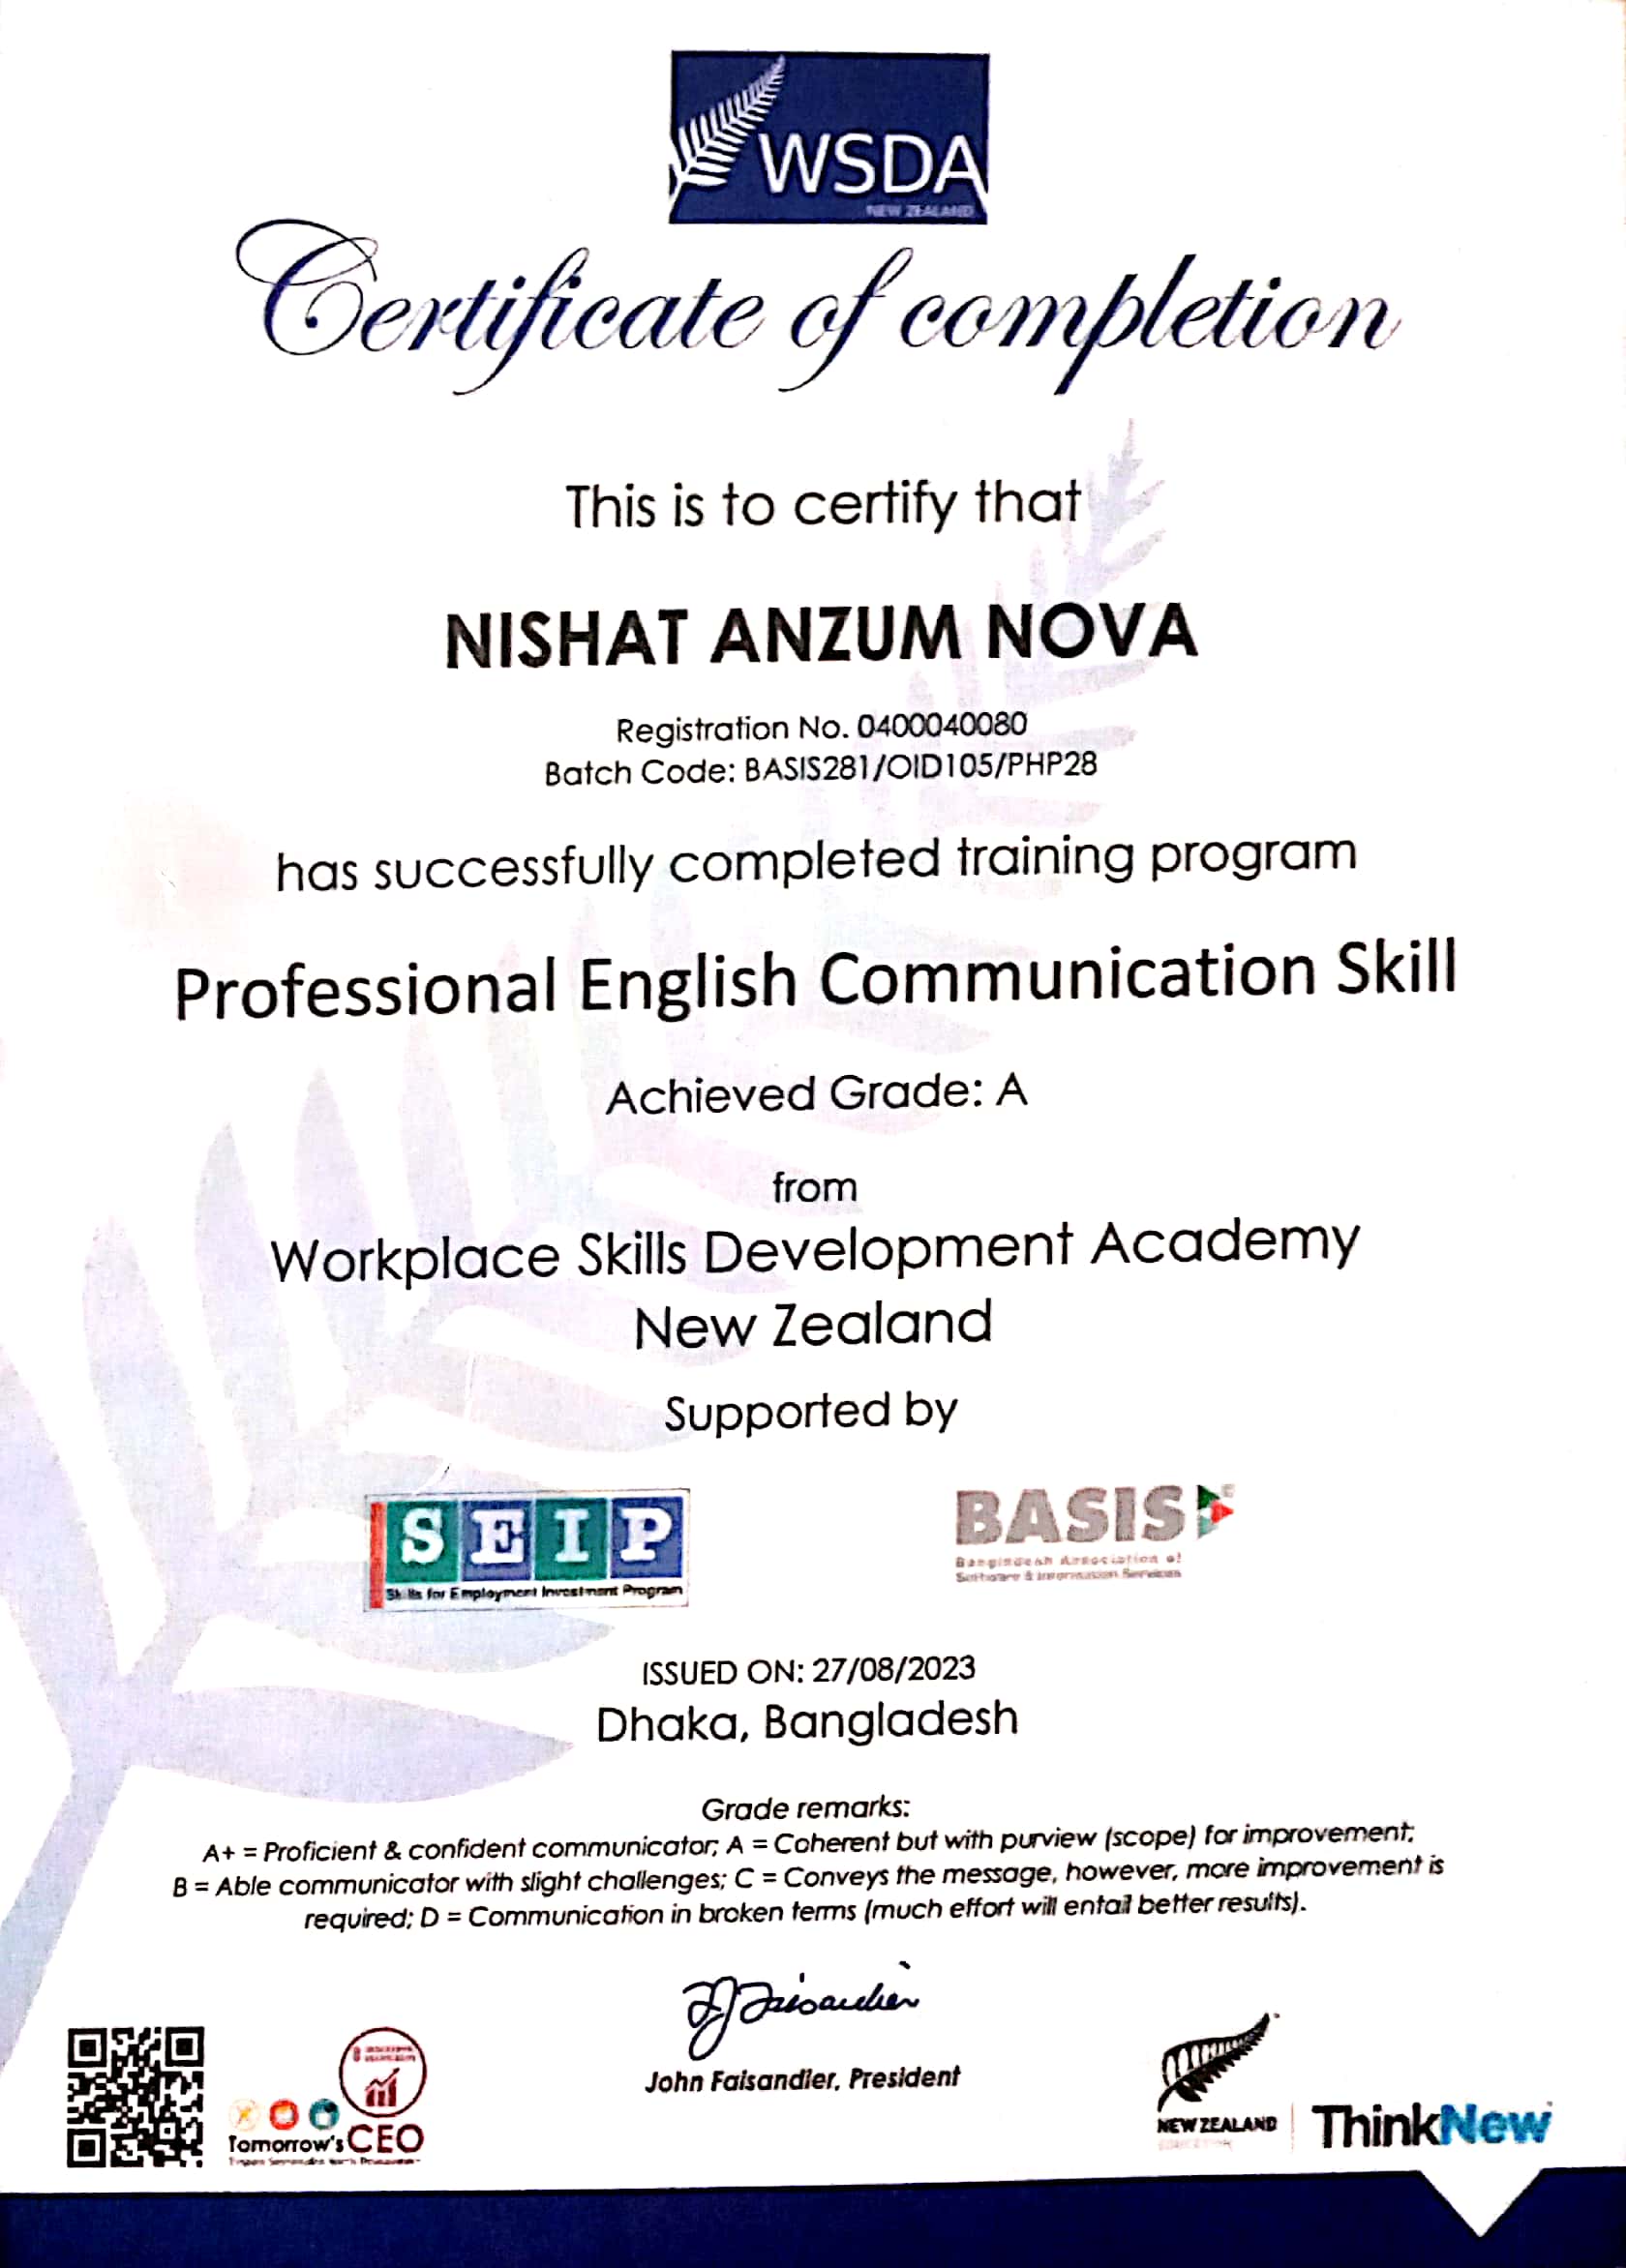 WSDA
NEW ZEALAND
Certificate of completion
This is to certify that
NISHAT ANZUM NOVA
Registration No. 0400040080
Batch Code: BASIS281/OID105/PHP28
has successfully completed training program
Professional English Communication Skill
Achieved Grade: A
from
Workplace Skills Development Academy
New Zealand
Supported by
SEIP
Skills for Employment Investment Program
BASIS
Bangladesh Association of
Software & Information Services
ISSUED ON: 27/08/2023
Dhaka, Bangladesh
Grade remarks:
A+ = Proficient & confident communicator; A = Coherent but with purview (scope) for improvement;
B = Able communicator with slight challenges; C = Conveys the message, however, more improvement is
required; D = Communication in broken terms (much effort will entail better results).
John Faisandier, President
Tomorrow's CEO
NEW ZEALAND
ThinkNew